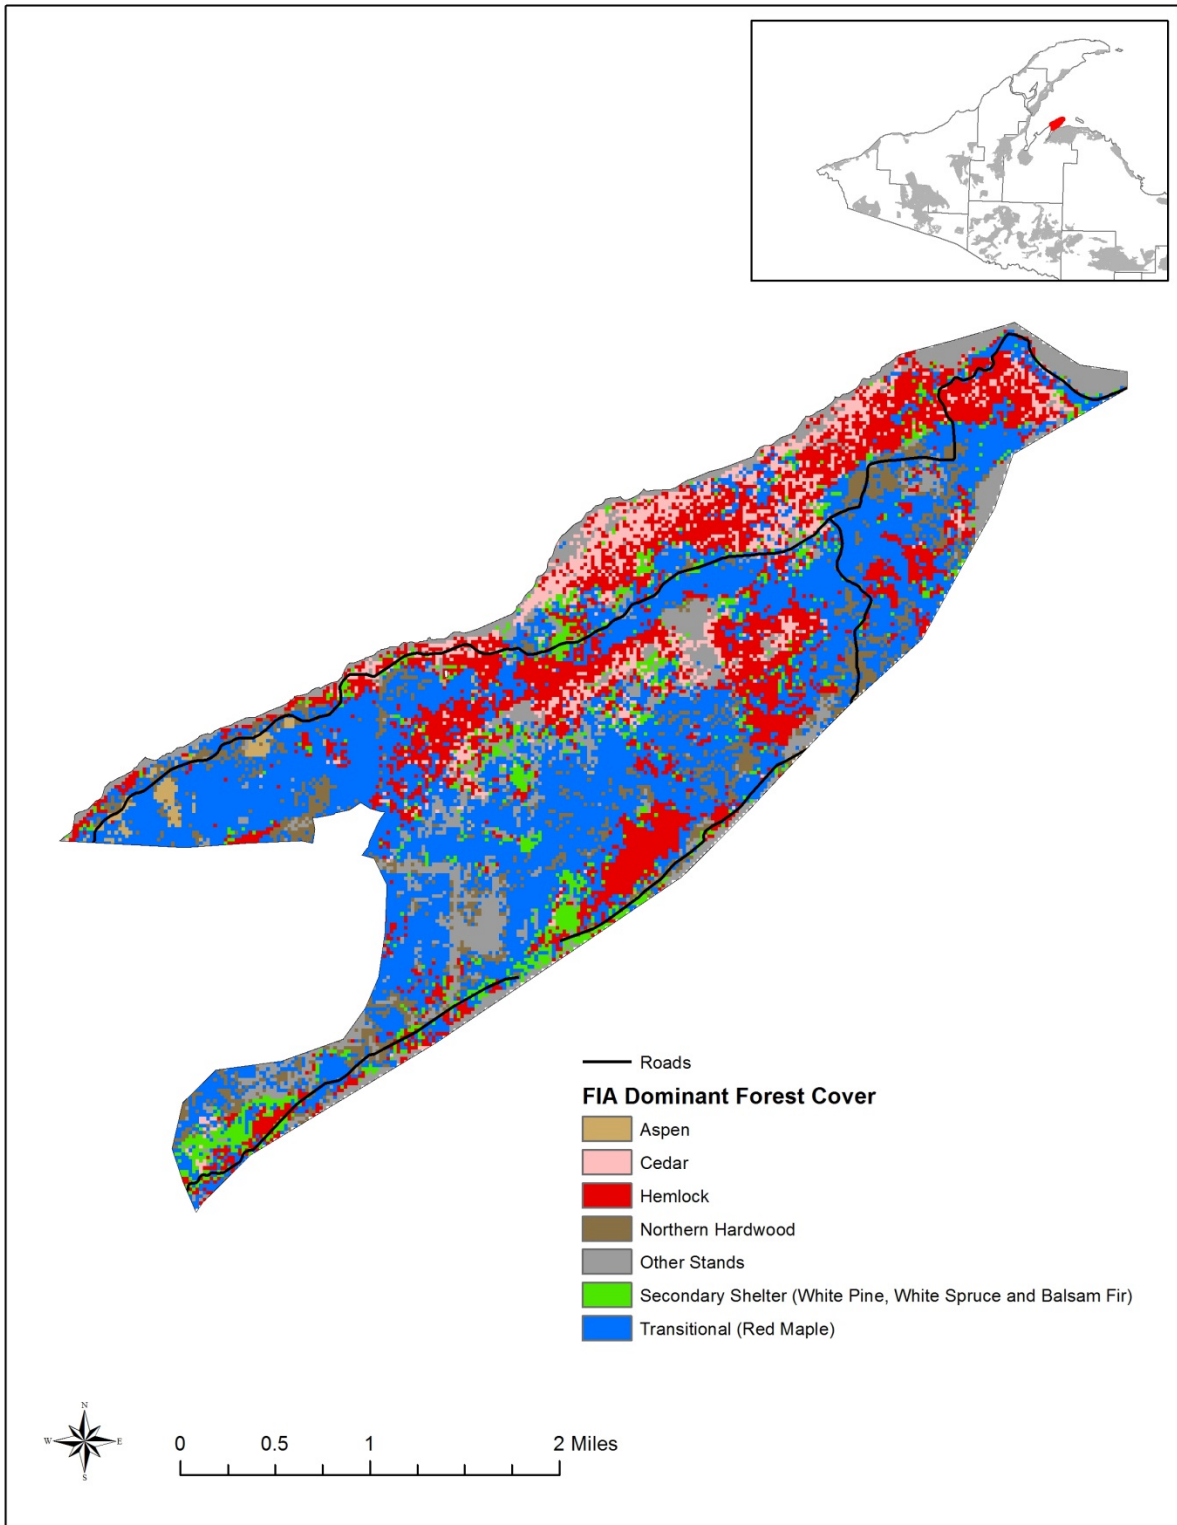 Roads
FIA Dominant Forest Cover
Aspen
Cedar
Hemlock
Northern Hardwood
Other Stands
Secondary Shelter (White Pine, White Spruce and Balsam Fir)
Transitional (Red Maple)
N
W E
S
0 0.5 1 2 Miles